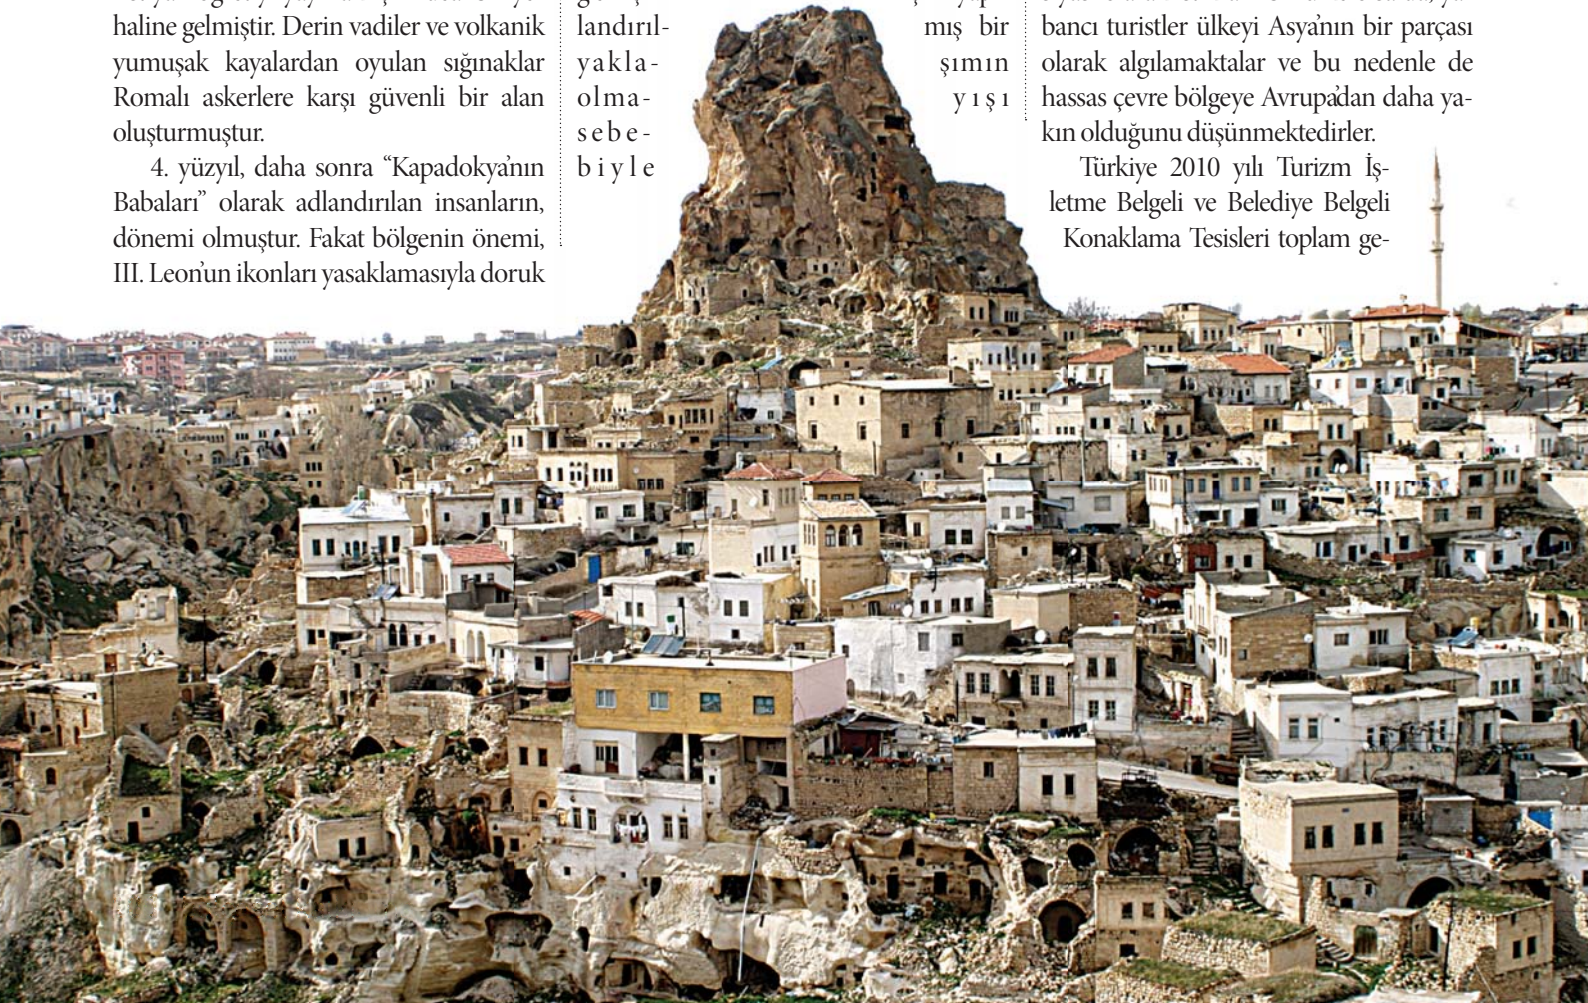 haline gelmiştir. Derin vadiler ve volkanik
yumuşak kayalardan oyulan sığınaklar
Romalı askerlere karşı güvenli bir alan
oluşturmuştur.
4. yüzyıl, daha sonra “Kapadokya’nın
Babaları” olarak adlandırılan insanların,
dönemi olmuştur. Fakat bölgenin önemi,
III. Leon’un ikonları yasaklamasıyla doruk
landırıl-
yakla-
olma-
sebe-
biyle
mış bir
şımın
yışı
bancı turistler ülkeyi Asya’nın bir parçası
olarak algılamaktalar ve bu nedenle de
hassas çevre bölgeye Avrupa’dan daha ya-
kın olduğunu düşünmektedirler.
Türkiye 2010 yılı Turizm İş-
letme Belgeli ve Belediye Belgeli
Konaklama Tesisleri toplam ge-